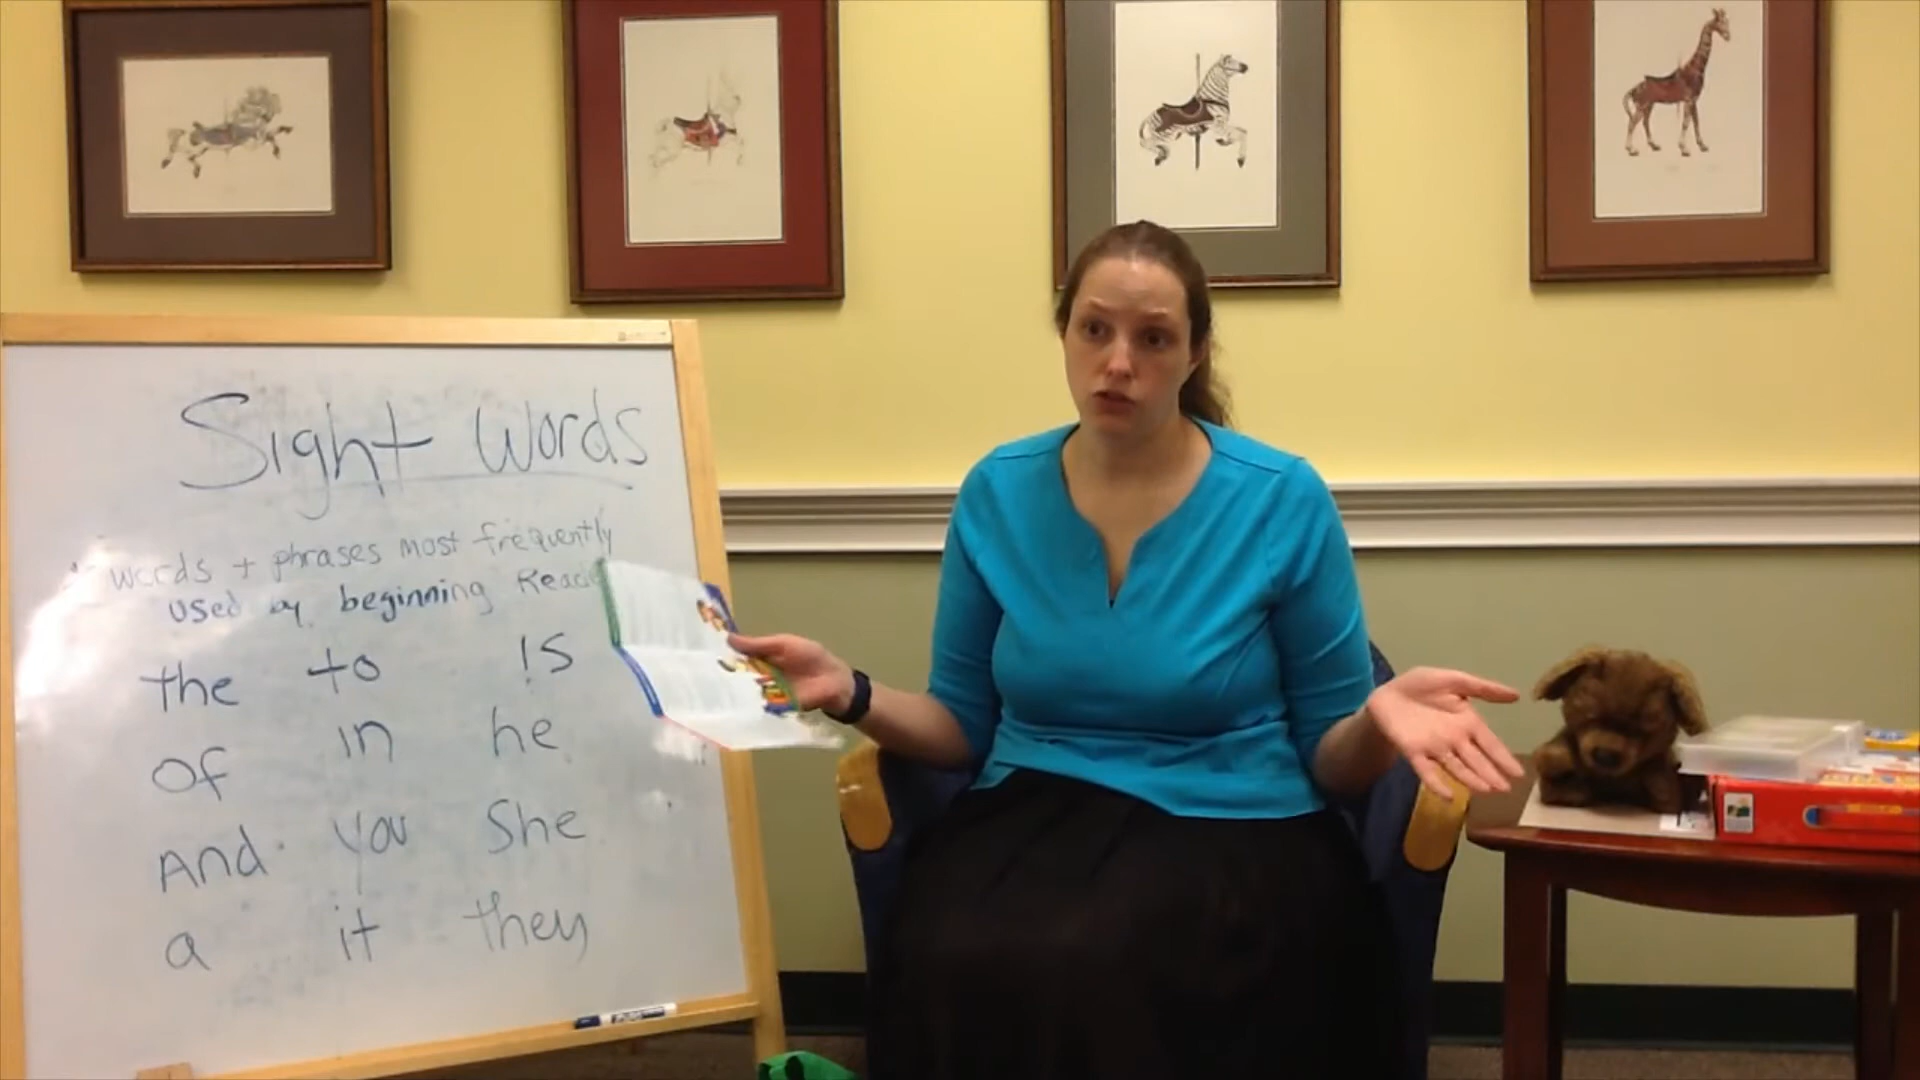 Sight Words
words + phrases most frequently
used by beginning
the to is
of in he
And you She
a it they